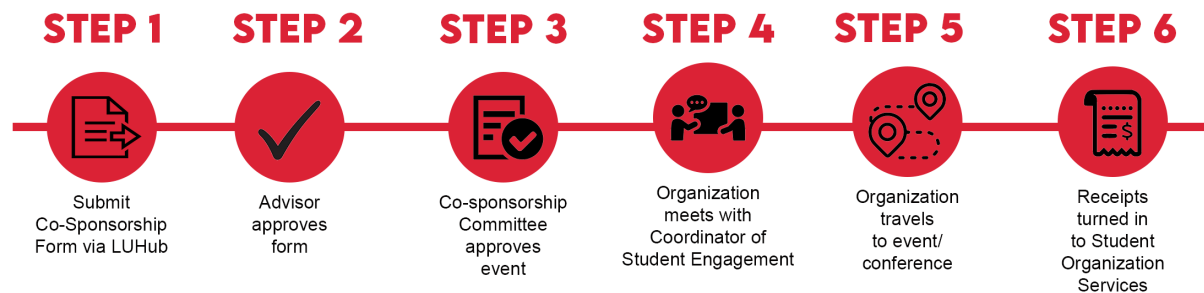 STEP 1
Submit
Co-Sponsorship
Form via LUHub
STEP 2
Advisor
approves
form
STEP 3
Co-sponsorship
Committee
approves
event
STEP 4
Organization
meets with
Coordinator of
Student Engagement
STEP 5
Organization
travels
to event/
conference
STEP 6
$
Receipts
turned in
to Student
Organization
Services